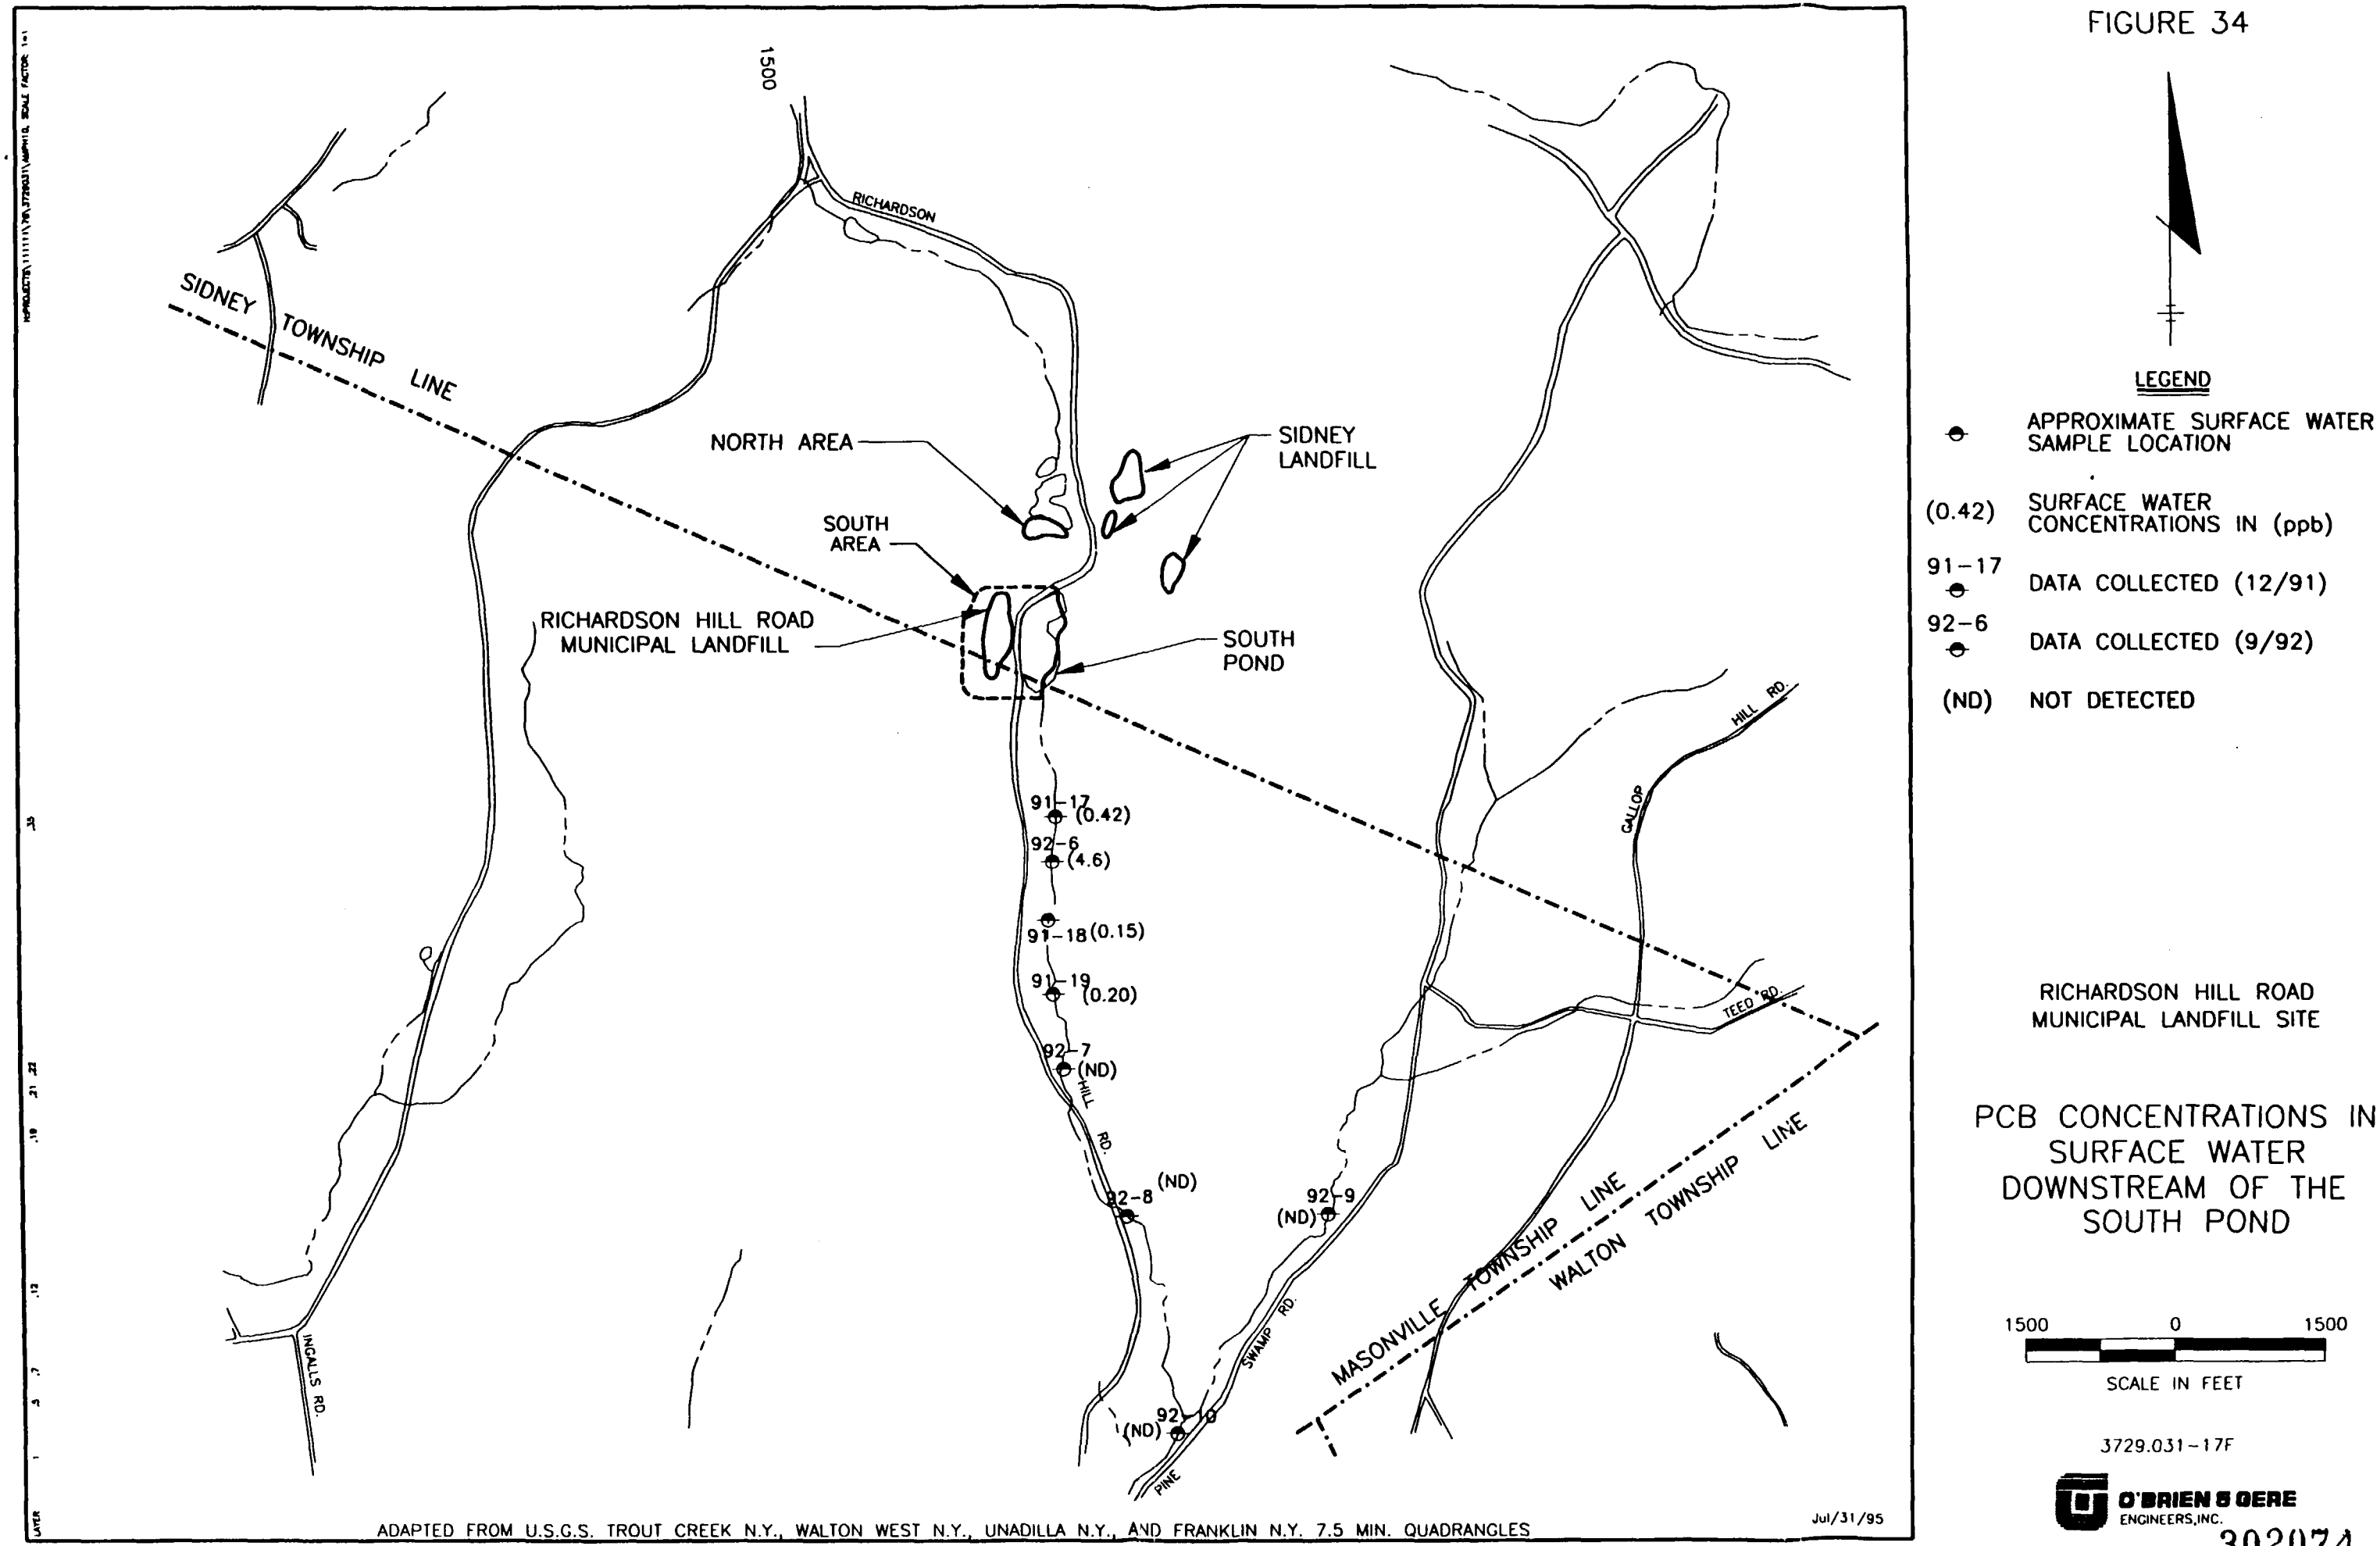 FIGURE 34
1500
RICHARDSON
SIDNEY TOWNSHIP LINE
NORTH AREA
SIDNEY
LANDFILL
SOUTH
AREA
RICHARDSON HILL ROAD
MUNICIPAL LANDFILL
SOUTH
POND
91-17
(0.42)
92-6
(4.6)
91-18 (0.15)
91-19
(0.20)
92-7
(ND)
HILL
RD.
92-8 (ND)
92-9
(ND)
92-10
(ND)
PINE
SWAMP RD.
INGALLS RD.
GALLOP
HILL RD.
TEED RD.
MASONVILLE TOWNSHIP LINE
WALTON TOWNSHIP LINE
LEGEND
APPROXIMATE SURFACE WATER
SAMPLE LOCATION
(0.42) SURFACE WATER
CONCENTRATIONS IN (ppb)
91-17
DATA COLLECTED (12/91)
92-6
DATA COLLECTED (9/92)
(ND) NOT DETECTED
RICHARDSON HILL ROAD
MUNICIPAL LANDFILL SITE
PCB CONCENTRATIONS IN
SURFACE WATER
DOWNSTREAM OF THE
SOUTH POND
1500 0 1500
SCALE IN FEET
3729.031-17F
O'BRIEN & GERE
ENGINEERS, INC.
302074
ADAPTED FROM U.S.G.S. TROUT CREEK N.Y., WALTON WEST N.Y., UNADILLA N.Y., AND FRANKLIN N.Y. 7.5 MIN. QUADRANGLES
Jul/31/95
LAYER